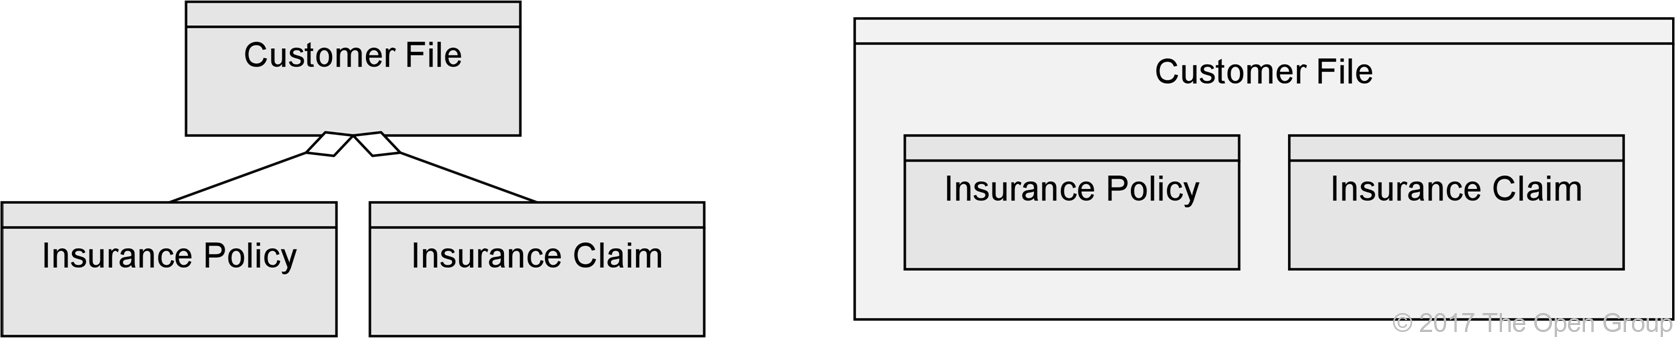 Customer File
Insurance Policy
Insurance Claim
Customer File
Insurance Policy
Insurance Claim
© 2017 The Open Group